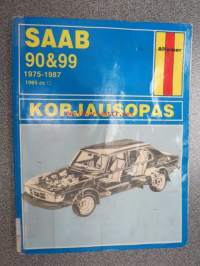 SAAB
90&99
1975-1987
1985 cc
Alfamer
KORJAUSOPAS